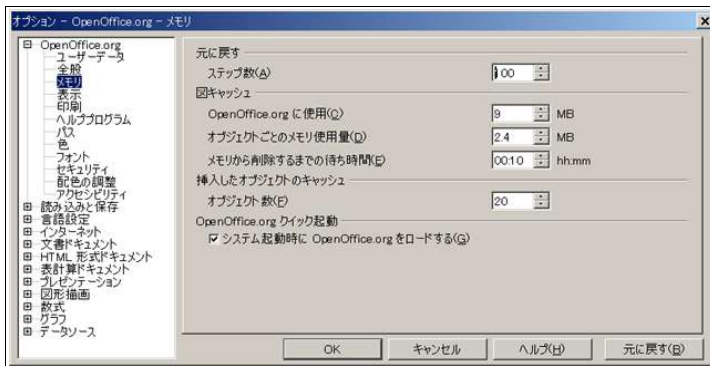 オプション - OpenOffice.org - メモリ
OpenOffice.org
ユーザーデータ
全般
メモリ
表示
印刷
ヘルププログラム
パス
色
フォント
セキュリティ
配色の調整
アクセシビリティ
読み込みと保存
言語設定
インターネット
文書ドキュメント
HTML 形式ドキュメント
表計算ドキュメント
プレゼンテーション
図形描画
数式
グラフ
データソース
元に戻す
ステップ数(A) 100
図キャッシュ
OpenOffice.org に使用(C) 9 MB
オブジェクトごとのメモリ使用量(D) 2.4 MB
メモリから削除するまでの待ち時間(E) 00:10 hh:mm
挿入したオブジェクトのキャッシュ
オブジェクト数(F) 20
OpenOffice.org クイック起動
システム起動時に OpenOffice.org をロードする(G)
OK キャンセル ヘルプ(H) 元に戻す(B)